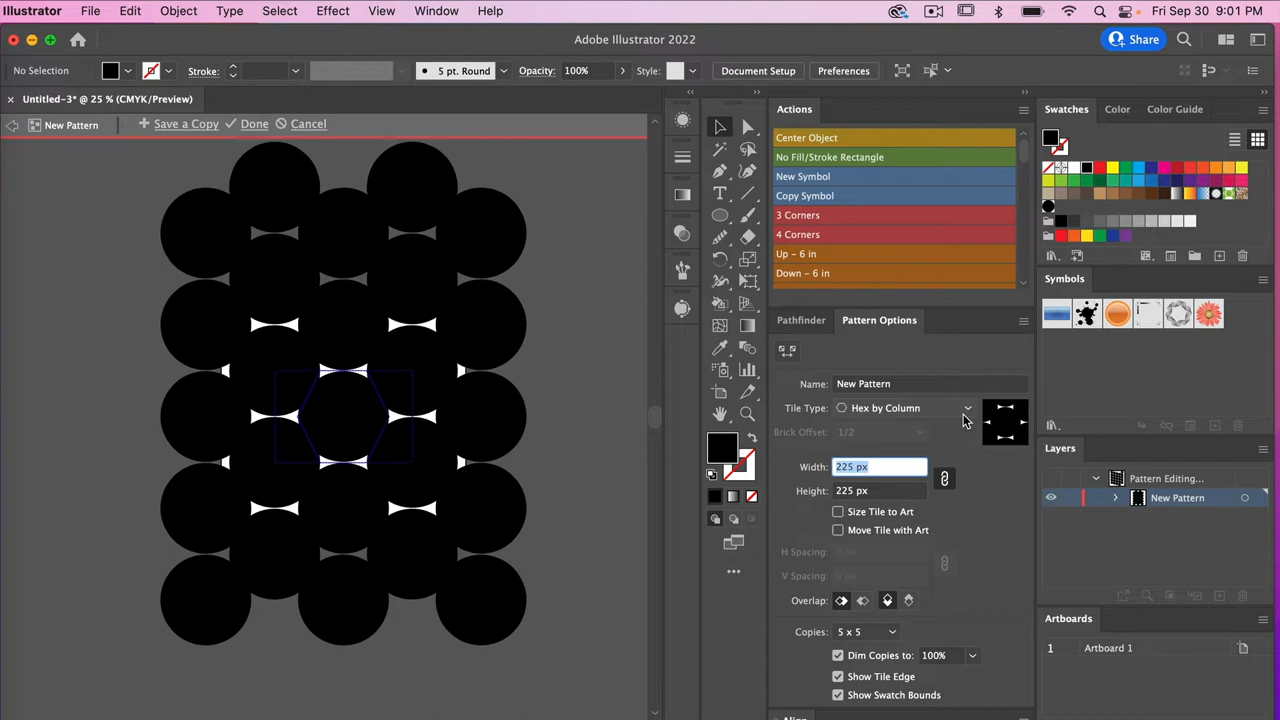 Illustrator File Edit Object Type Select Effect View Window Help Fri Sep 30 9:01 PM
Adobe Illustrator 2022 Share
No Selection Stroke: 5 pt. Round Opacity: 100% Style: Document Setup Preferences
Untitled-3* @ 25 % (CMYK/Preview)
New Pattern Save a Copy Done Cancel
Actions
Center Object
No Fill/Stroke Rectangle
New Symbol
Copy Symbol
3 Corners
4 Corners
Up - 6 in
Down - 6 in
Pathfinder Pattern Options
Name: New Pattern
Tile Type: Hex by Column
Brick Offset: 1/2
Width: 225 px
Height: 225 px
Size Tile to Art
Move Tile with Art
H Spacing: 0 px
V Spacing: 0 px
Overlap:
Copies: 5 x 5
Dim Copies to: 100%
Show Tile Edge
Show Swatch Bounds
Align
Swatches Color Color Guide
Symbols
Layers
Pattern Editing...
New Pattern
Artboards
1 Artboard 1